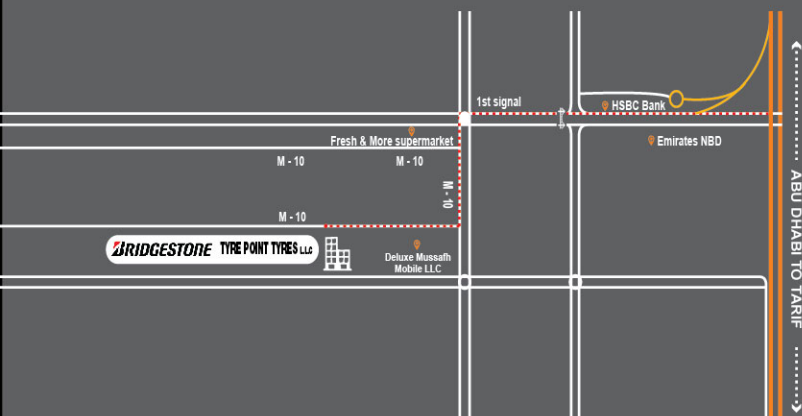 1st signal
HSBC Bank
Fresh & More supermarket
Emirates NBD
M - 10
M - 10
M - 10
M - 10
BRIDGESTONE TYRE POINT TYRES LLC
Deluxe Mussafh
Mobile LLC
ABU DHABI TO TARIF